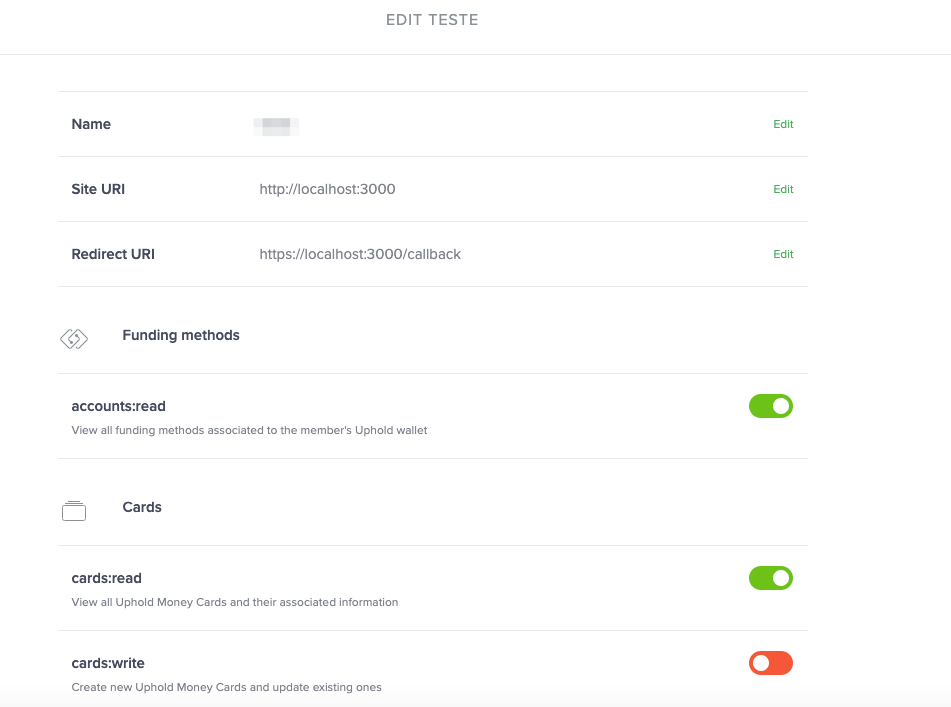 EDIT TESTE
Name Edit
Site URI http://localhost:3000 Edit
Redirect URI https://localhost:3000/callback Edit
Funding methods
accounts:read
View all funding methods associated to the member's Uphold wallet
Cards
cards:read
View all Uphold Money Cards and their associated information
cards:write
Create new Uphold Money Cards and update existing ones